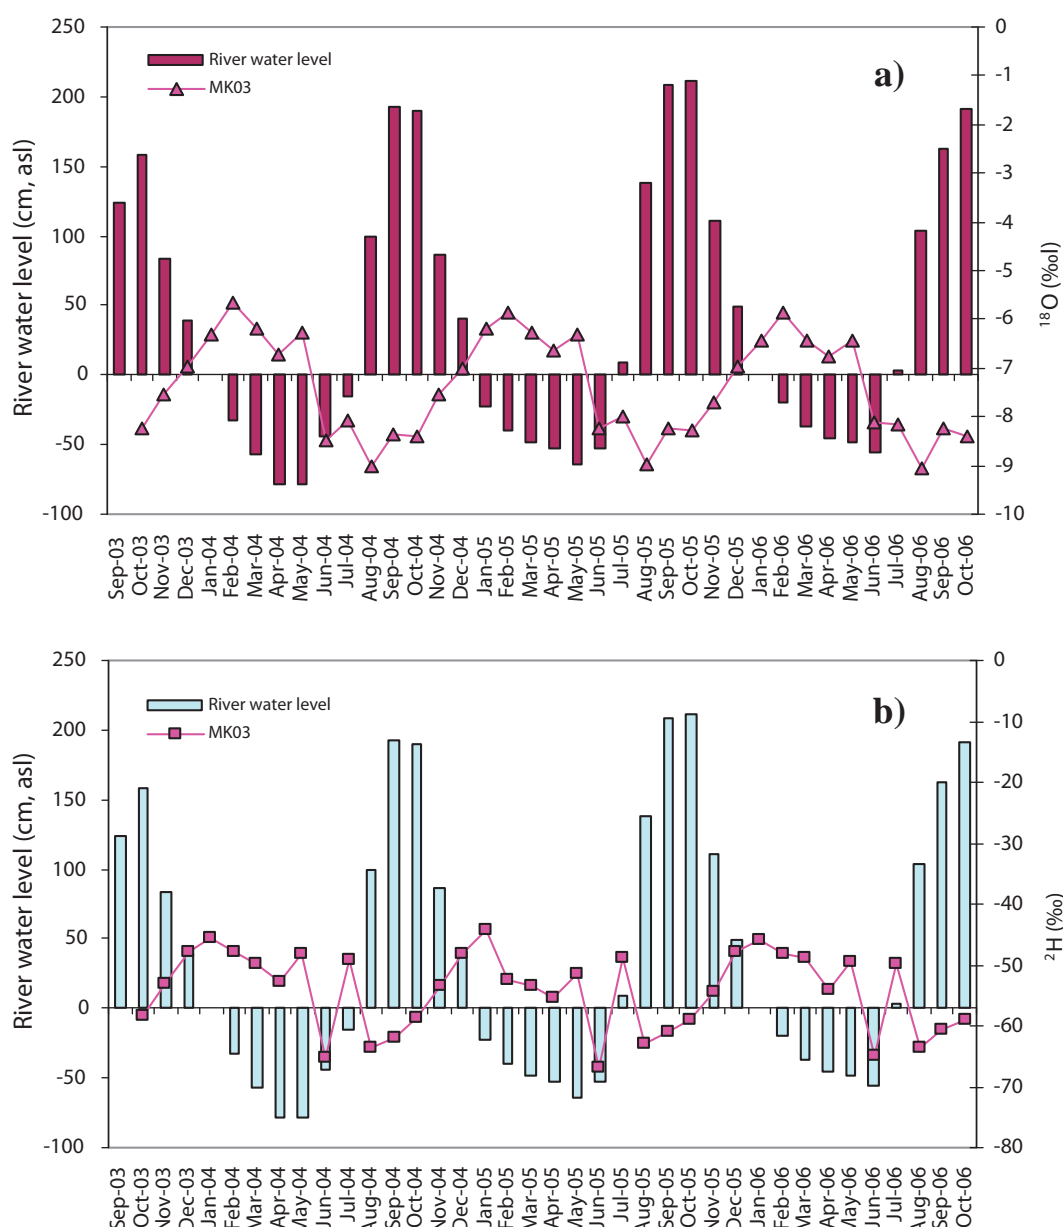 250
200
150
100
50
0
-50
-100
River water level (cm, asl)
River water level
MK03
a)
0
-1
-2
-3
-4
-5
-6
-7
-8
-9
-10
18O (‰l)
Sep-03
Oct-03
Nov-03
Dec-03
Jan-04
Feb-04
Mar-04
Apr-04
May-04
Jun-04
Jul-04
Aug-04
Sep-04
Oct-04
Nov-04
Dec-04
Jan-05
Feb-05
Mar-05
Apr-05
May-05
Jun-05
Jul-05
Aug-05
Sep-05
Oct-05
Nov-05
Dec-05
Jan-06
Feb-06
Mar-06
Apr-06
May-06
Jun-06
Jul-06
Aug-06
Sep-06
Oct-06
250
200
150
100
50
0
-50
-100
River water level (cm, asl)
River water level
MK03
b)
0
-10
-20
-30
-40
-50
-60
-70
-80
2H (‰)
Sep-03
Oct-03
Nov-03
Dec-03
Jan-04
Feb-04
Mar-04
Apr-04
May-04
Jun-04
Jul-04
Aug-04
Sep-04
Oct-04
Nov-04
Dec-04
Jan-05
Feb-05
Mar-05
Apr-05
May-05
Jun-05
Jul-05
Aug-05
Sep-05
Oct-05
Nov-05
Dec-05
Jan-06
Feb-06
Mar-06
Apr-06
May-06
Jun-06
Jul-06
Aug-06
Sep-06
Oct-06